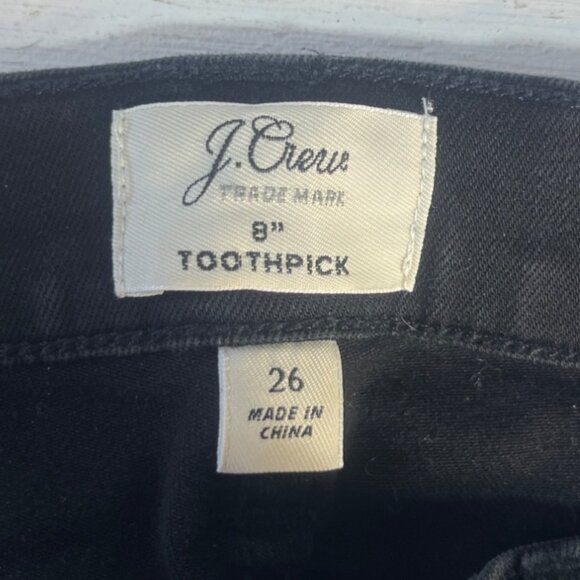 J.Crew
TRADE MARK
8"
TOOTHPICK
26
MADE IN
CHINA